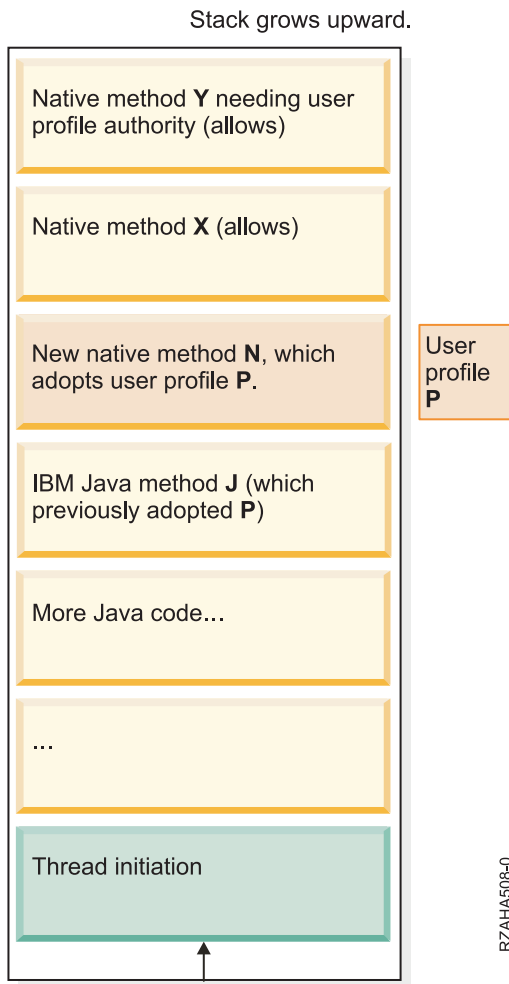 Stack grows upward.
Native method Y needing user
profile authority (allows)
Native method X (allows)
New native method N, which
adopts user profile P.
User
profile
P
IBM Java method J (which
previously adopted P)
More Java code...
...
Thread initiation
RZAHA508-0